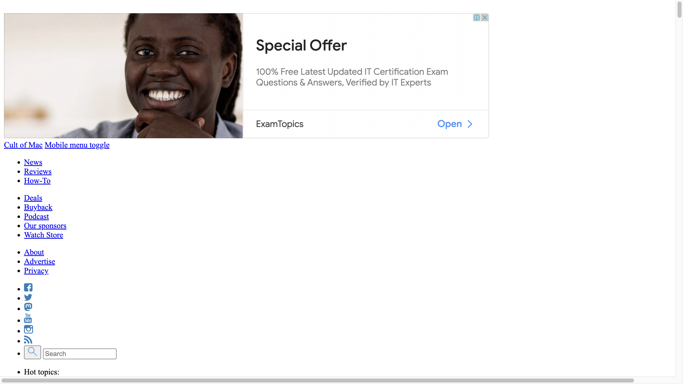 Special Offer
100% Free Latest Updated IT Certification Exam
Questions & Answers, Verified by IT Experts
ExamTopics
Open
Cult of Mac Mobile menu toggle
News
Reviews
How-To
Deals
Buyback
Podcast
Our sponsors
Watch Store
About
Advertise
Privacy
Search
Hot topics: